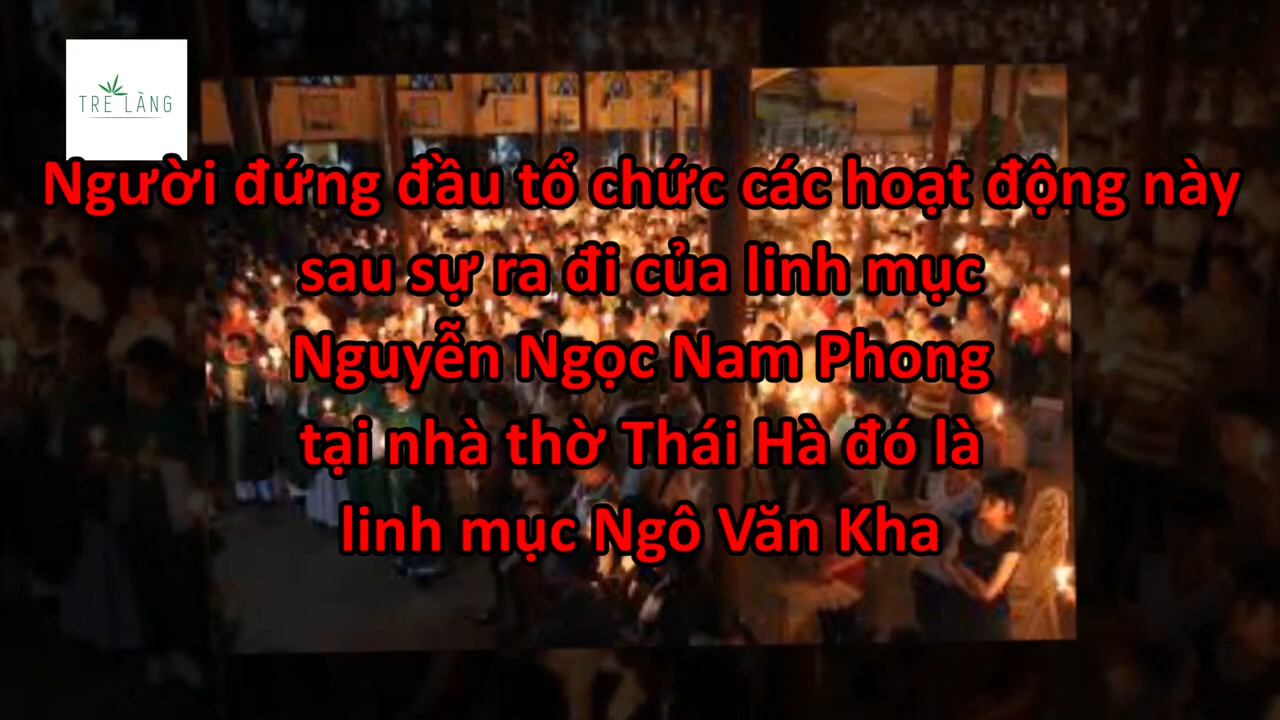 TRE LÀNG
Người đứng đầu tổ chức các hoạt động này
sau sự ra đi của linh mục
Nguyễn Ngọc Nam Phong
tại nhà thờ Thái Hà đó là
linh mục Ngô Văn Kha